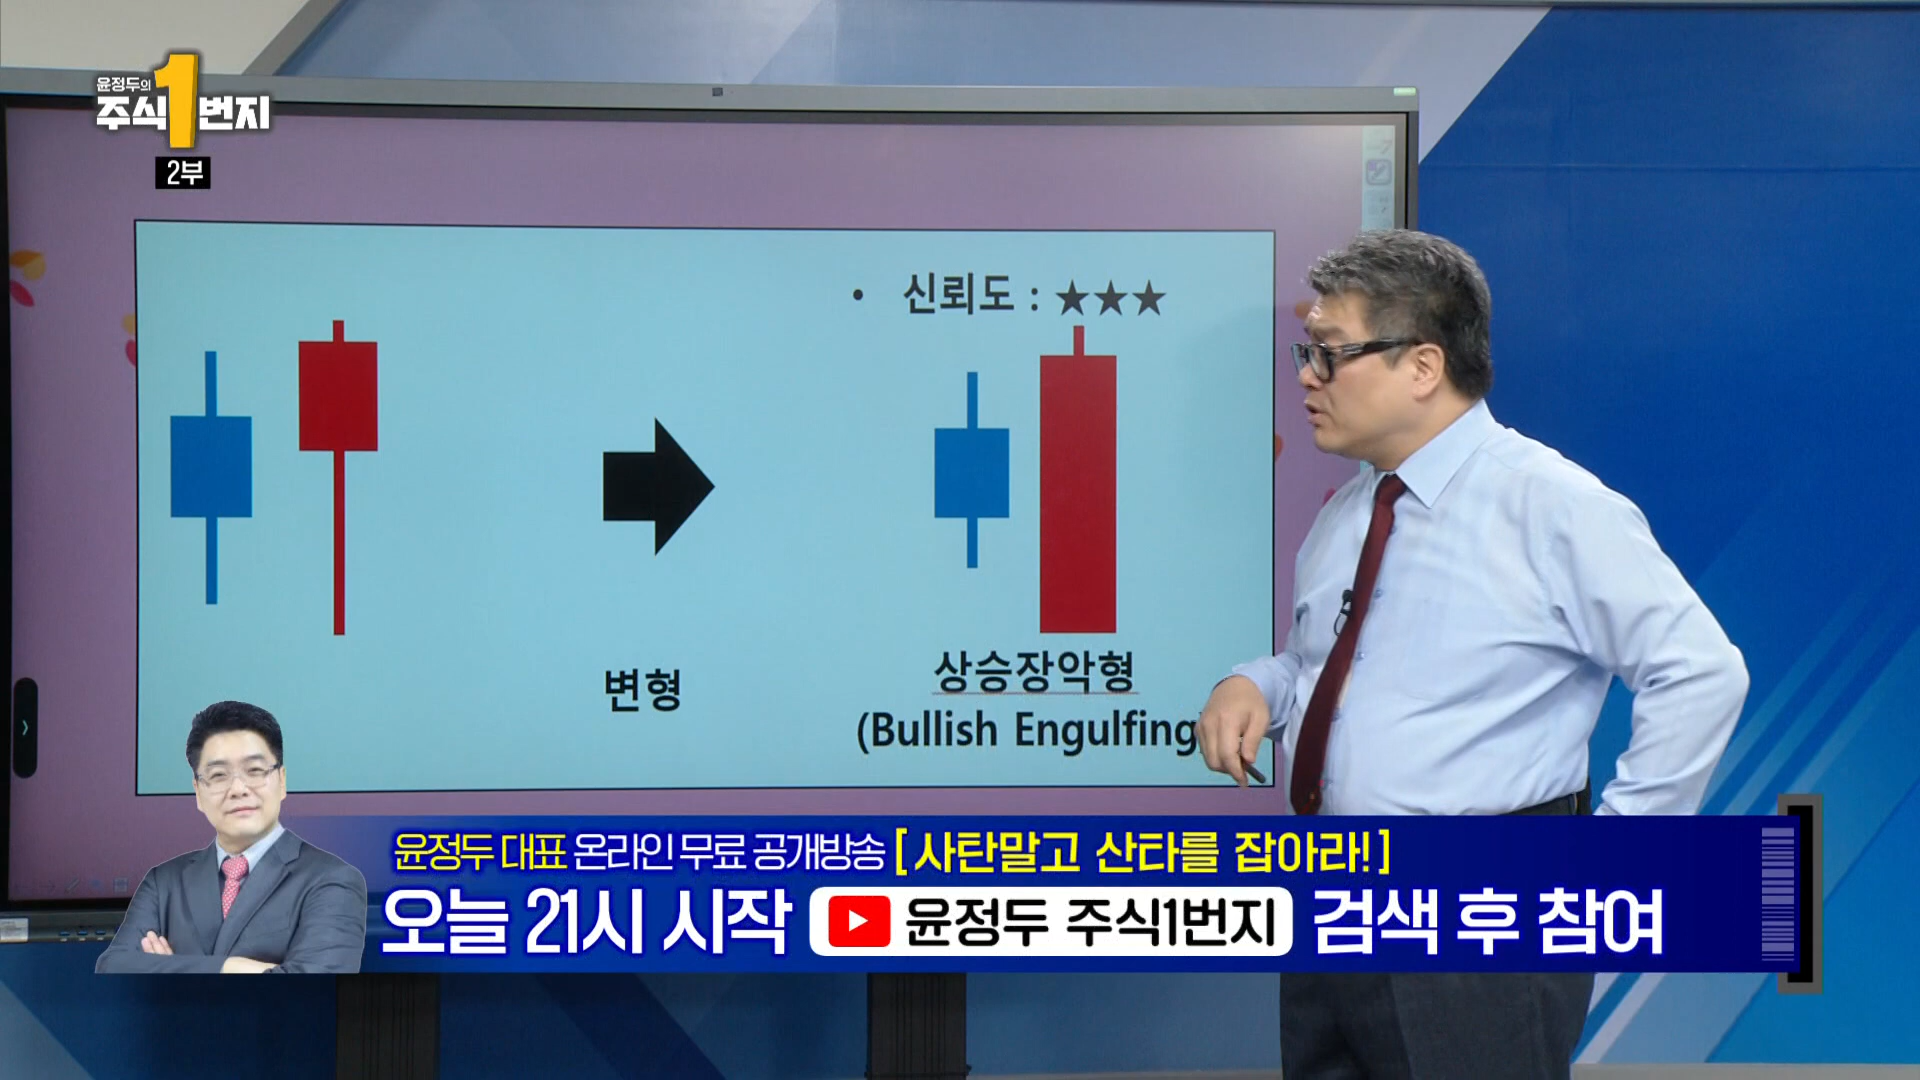 윤정두의
주식1번지
2부
• 신뢰도 : ★★★
변형
상승장악형
(Bullish Engulfing
윤정두 대표 온라인 무료 공개방송 [사탄말고 산타를 잡아라!]
오늘 21시 시작 윤정두 주식1번지 검색 후 참여